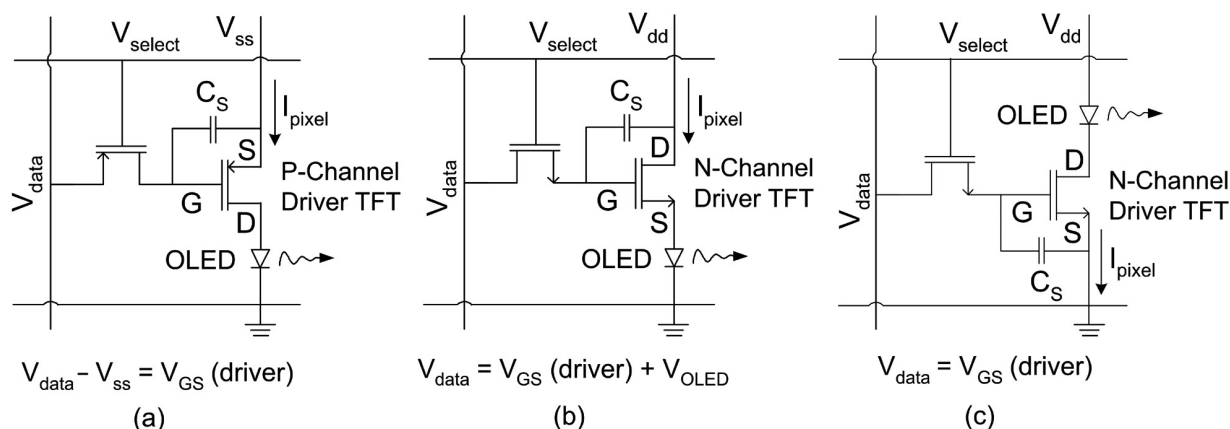 V_select
V_ss
C_S
I_pixel
S
G
D
P-Channel
Driver TFT
V_data
OLED
V_data – V_ss = V_GS (driver)
(a)
V_select
V_dd
C_S
I_pixel
D
G
S
N-Channel
Driver TFT
V_data
OLED
V_data = V_GS (driver) + V_OLED
(b)
V_select
V_dd
OLED
D
G
S
N-Channel
Driver TFT
V_data
C_S
I_pixel
V_data = V_GS (driver)
(c)